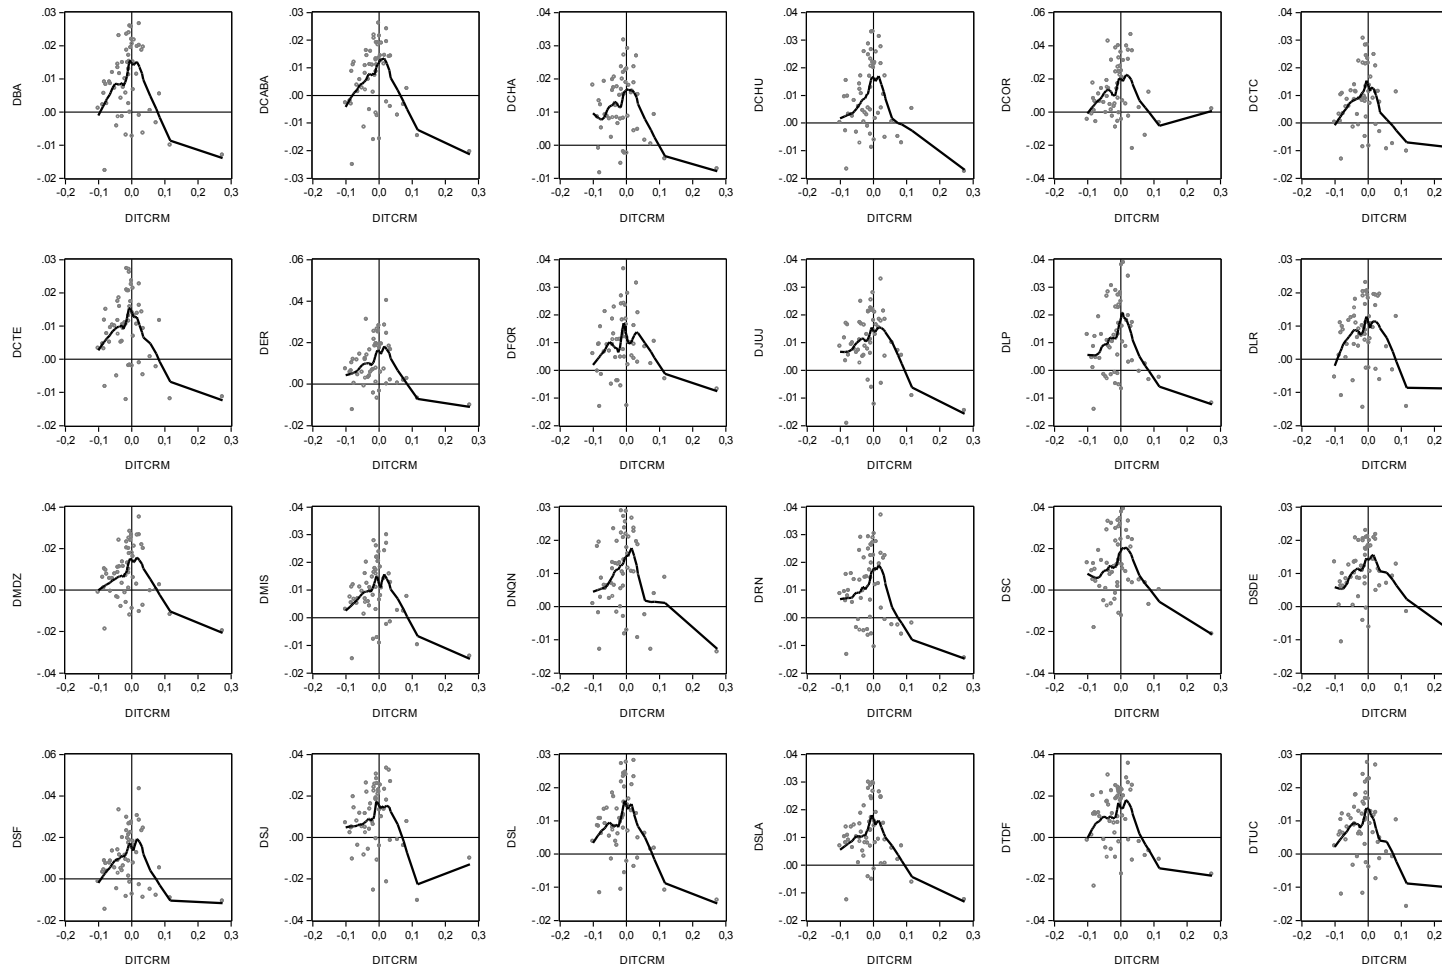 DBA
.03
.02
.01
.00
-.01
-.02
-0,2 -0,1 0,0 0,1 0,2 0,3
DITCRM
DCABA
.03
.02
.01
.00
-.01
-.02
-.03
-0,2 -0,1 0,0 0,1 0,2 0,3
DITCRM
DCHA
.04
.03
.02
.01
.00
-.01
-0,2 -0,1 0,0 0,1 0,2 0,3
DITCRM
DCHU
.04
.03
.02
.01
.00
-.01
-.02
-0,2 -0,1 0,0 0,1 0,2 0,3
DITCRM
DCOR
.06
.04
.02
.00
-.02
-.04
-0,2 -0,1 0,0 0,1 0,2 0,3
DITCRM
DCTC
.04
.03
.02
.01
.00
-.01
-.02
-0,2 -0,1 0,0 0,1 0,2
DITCRM
DCTE
.03
.02
.01
.00
-.01
-.02
-0,2 -0,1 0,0 0,1 0,2 0,3
DITCRM
DER
.06
.04
.02
.00
-.02
-0,2 -0,1 0,0 0,1 0,2 0,3
DITCRM
DFOR
.04
.03
.02
.01
.00
-.01
-.02
-0,2 -0,1 0,0 0,1 0,2 0,3
DITCRM
DJUJ
.04
.03
.02
.01
.00
-.01
-.02
-0,2 -0,1 0,0 0,1 0,2 0,3
DITCRM
DLP
.04
.03
.02
.01
.00
-.01
-.02
-0,2 -0,1 0,0 0,1 0,2 0,3
DITCRM
DLR
.03
.02
.01
.00
-.01
-.02
-0,2 -0,1 0,0 0,1 0,2
DITCRM
DMDZ
.04
.02
.00
-.02
-.04
-0,2 -0,1 0,0 0,1 0,2 0,3
DITCRM
DMIS
.04
.03
.02
.01
.00
-.01
-.02
-0,2 -0,1 0,0 0,1 0,2 0,3
DITCRM
DNQN
.03
.02
.01
.00
-.01
-.02
-0,2 -0,1 0,0 0,1 0,2 0,3
DITCRM
DRN
.04
.03
.02
.01
.00
-.01
-.02
-0,2 -0,1 0,0 0,1 0,2 0,3
DITCRM
DSC
.04
.02
.00
-.02
-.04
-0,2 -0,1 0,0 0,1 0,2 0,3
DITCRM
DSDE
.03
.02
.01
.00
-.01
-.02
-0,2 -0,1 0,0 0,1 0,2
DITCRM
DSF
.06
.04
.02
.00
-.02
-0,2 -0,1 0,0 0,1 0,2 0,3
DITCRM
DSJ
.04
.02
.00
-.02
-.04
-0,2 -0,1 0,0 0,1 0,2 0,3
DITCRM
DSL
.03
.02
.01
.00
-.01
-.02
-0,2 -0,1 0,0 0,1 0,2 0,3
DITCRM
DSLA
.04
.03
.02
.01
.00
-.01
-.02
-0,2 -0,1 0,0 0,1 0,2 0,3
DITCRM
DTDF
.04
.02
.00
-.02
-.04
-0,2 -0,1 0,0 0,1 0,2 0,3
DITCRM
DTUC
.03
.02
.01
.00
-.01
-.02
-0,2 -0,1 0,0 0,1 0,2
DITCRM